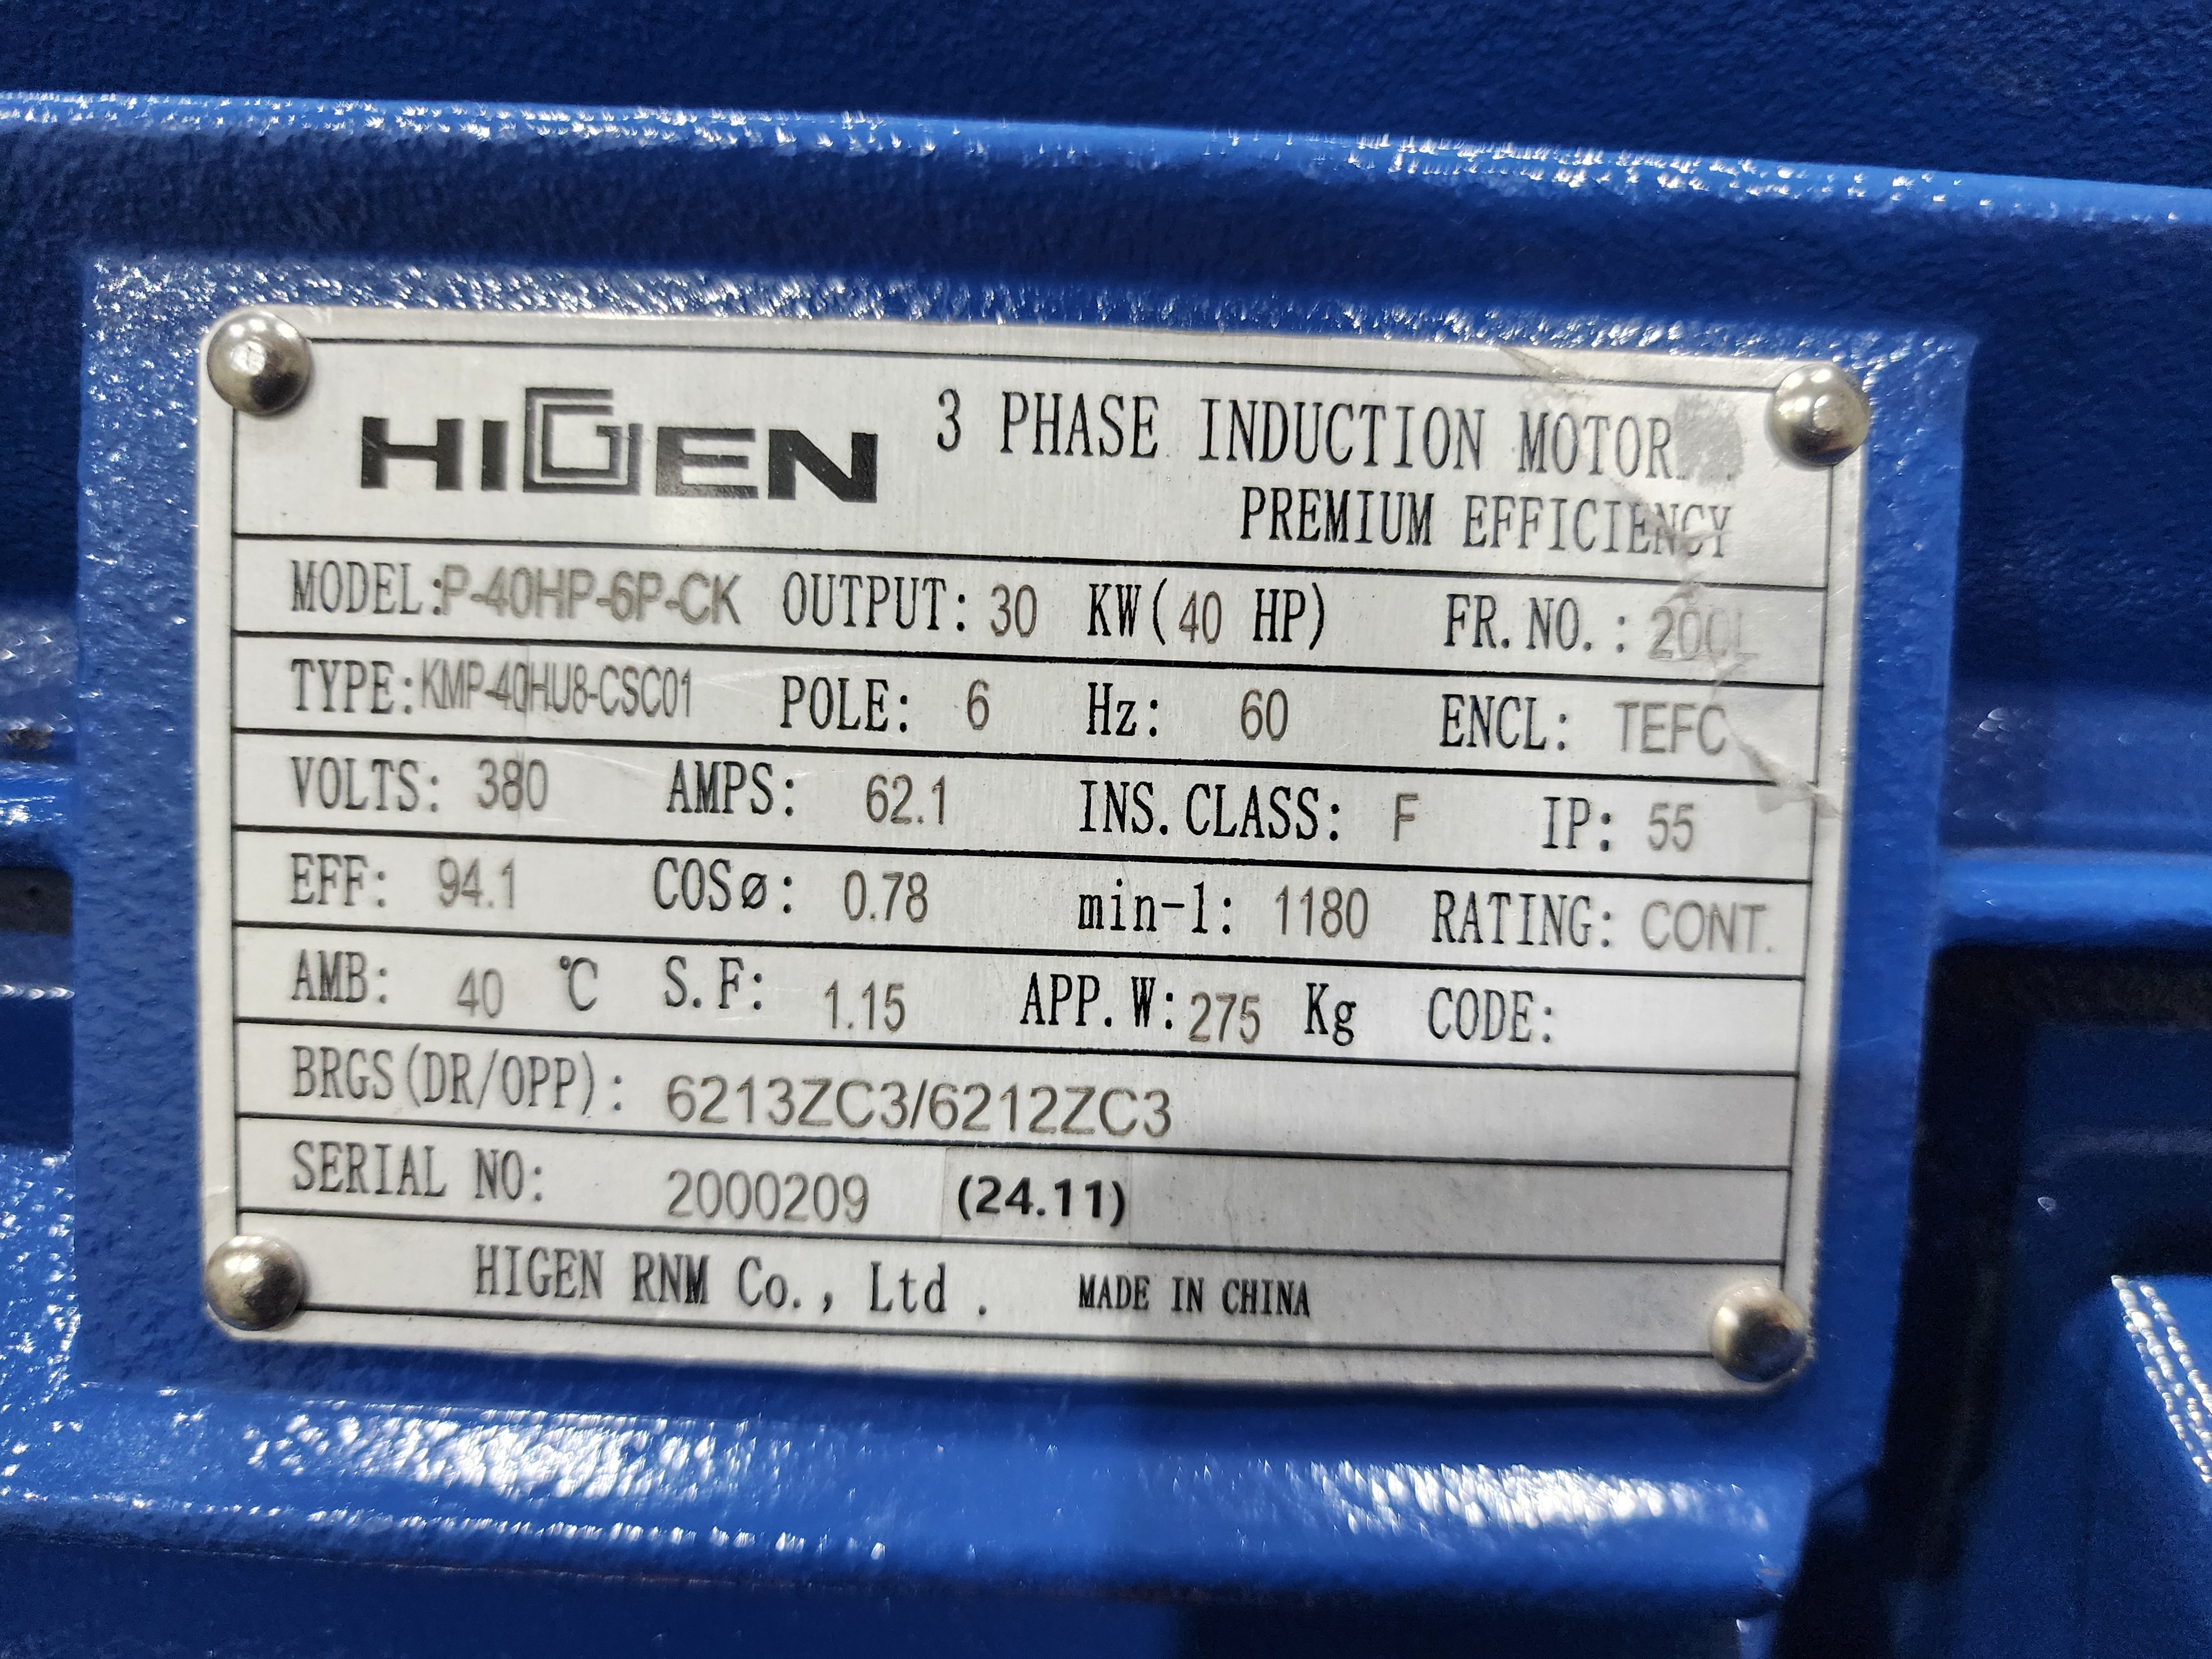 HIGEN 3 PHASE INDUCTION MOTOR
PREMIUM EFFICIENCY
MODEL:P-40HP-6P-CK OUTPUT: 30 KW(40 HP) FR.NO.: 200L
TYPE:KMP-40HU8-CSC01 POLE: 6 Hz: 60 ENCL: TEFC
VOLTS: 380 AMPS: 62.1 INS.CLASS: F IP: 55
EFF: 94.1 COSø: 0.78 min-1: 1180 RATING: CONT.
AMB: 40 ℃ S.F: 1.15 APP.W:275 Kg CODE:
BRGS(DR/OPP): 6213ZC3/6212ZC3
SERIAL NO: 2000209 (24.11)
HIGEN RNM Co., Ltd . MADE IN CHINA